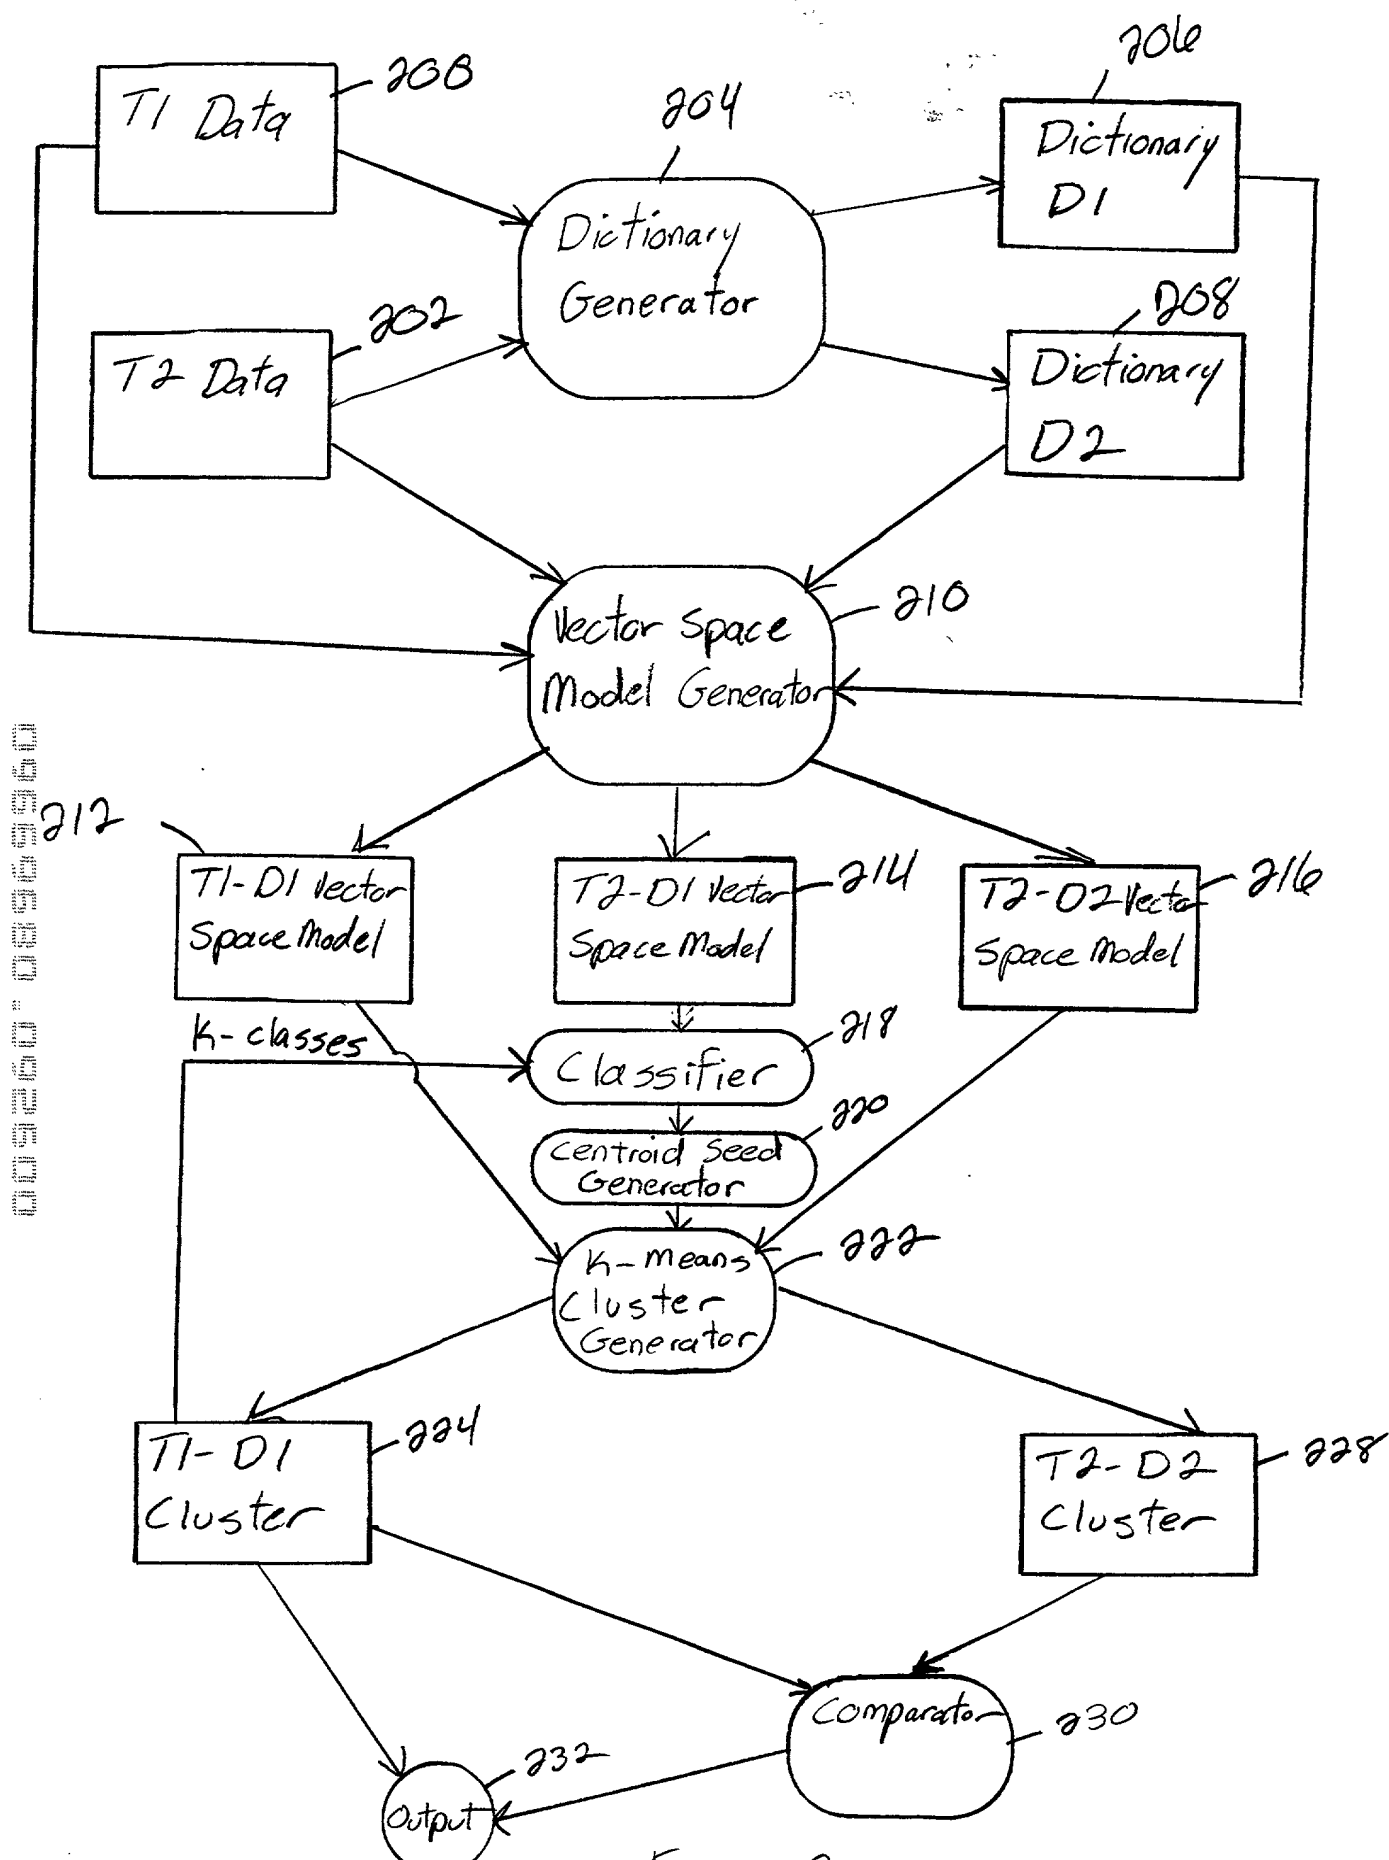 T1 Data
200
204
206
Dictionary
D1
Dictionary
Generator
T2 Data
202
208
Dictionary
D2
Vector Space
Model Generator
210
212
T1-D1 Vector
Space Model
T2-D1 Vector
Space Model
214
T2-D2 Vector
Space Model
216
K-classes
Classifier
218
Centroid Seed
Generator
220
K-Means
Cluster
Generator
222
T1-D1
Cluster
224
T2-D2
Cluster
228
Comparator
230
Output
232